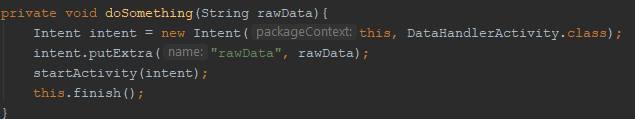 private void doSomething(String rawData){
    Intent intent = new Intent( packageContext: this, DataHandlerActivity.class);
    intent.putExtra( name: "rawData", rawData);
    startActivity(intent);
    this.finish();
}